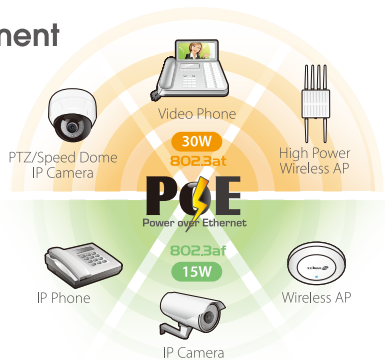 nent
Video Phone
PTZ/Speed Dome
IP Camera
30W
802.3at
High Power
Wireless AP
POE
Power over Ethernet
802.3af
15W
IP Phone
Wireless AP
IP Camera